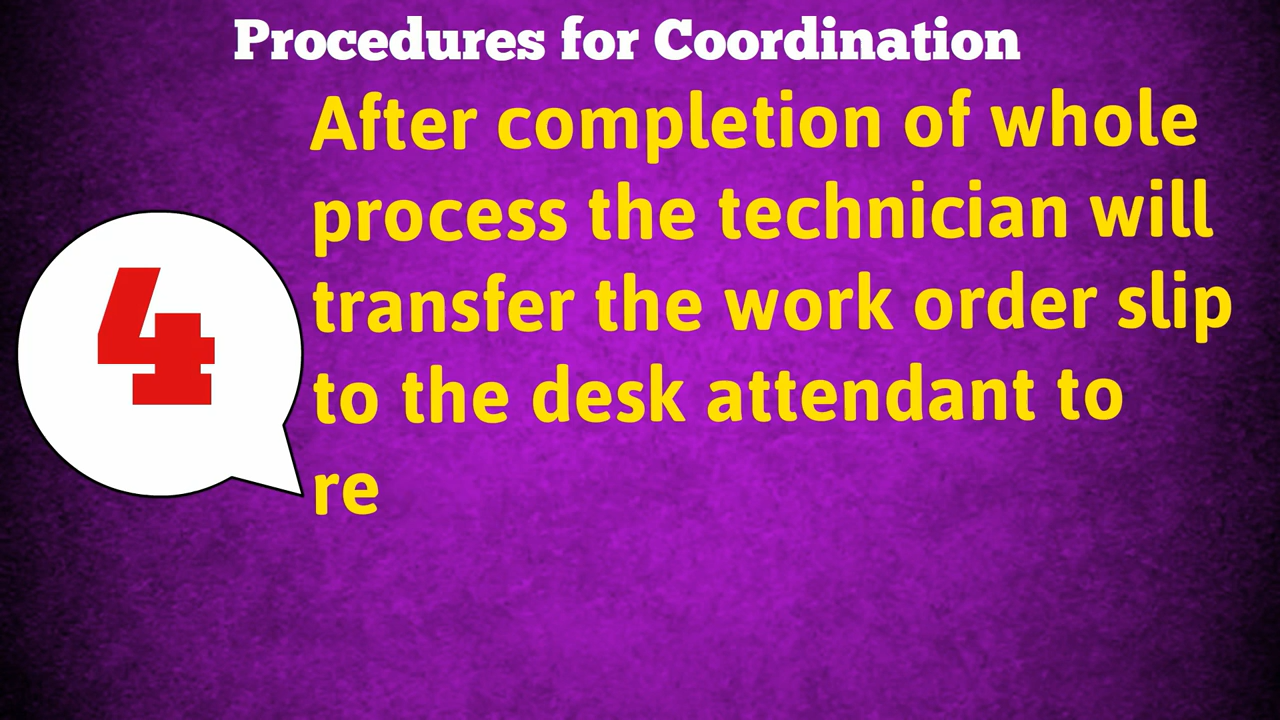 Procedures for Coordination
After completion of whole
process the technician will
transfer the work order slip
to the desk attendant to
re
4